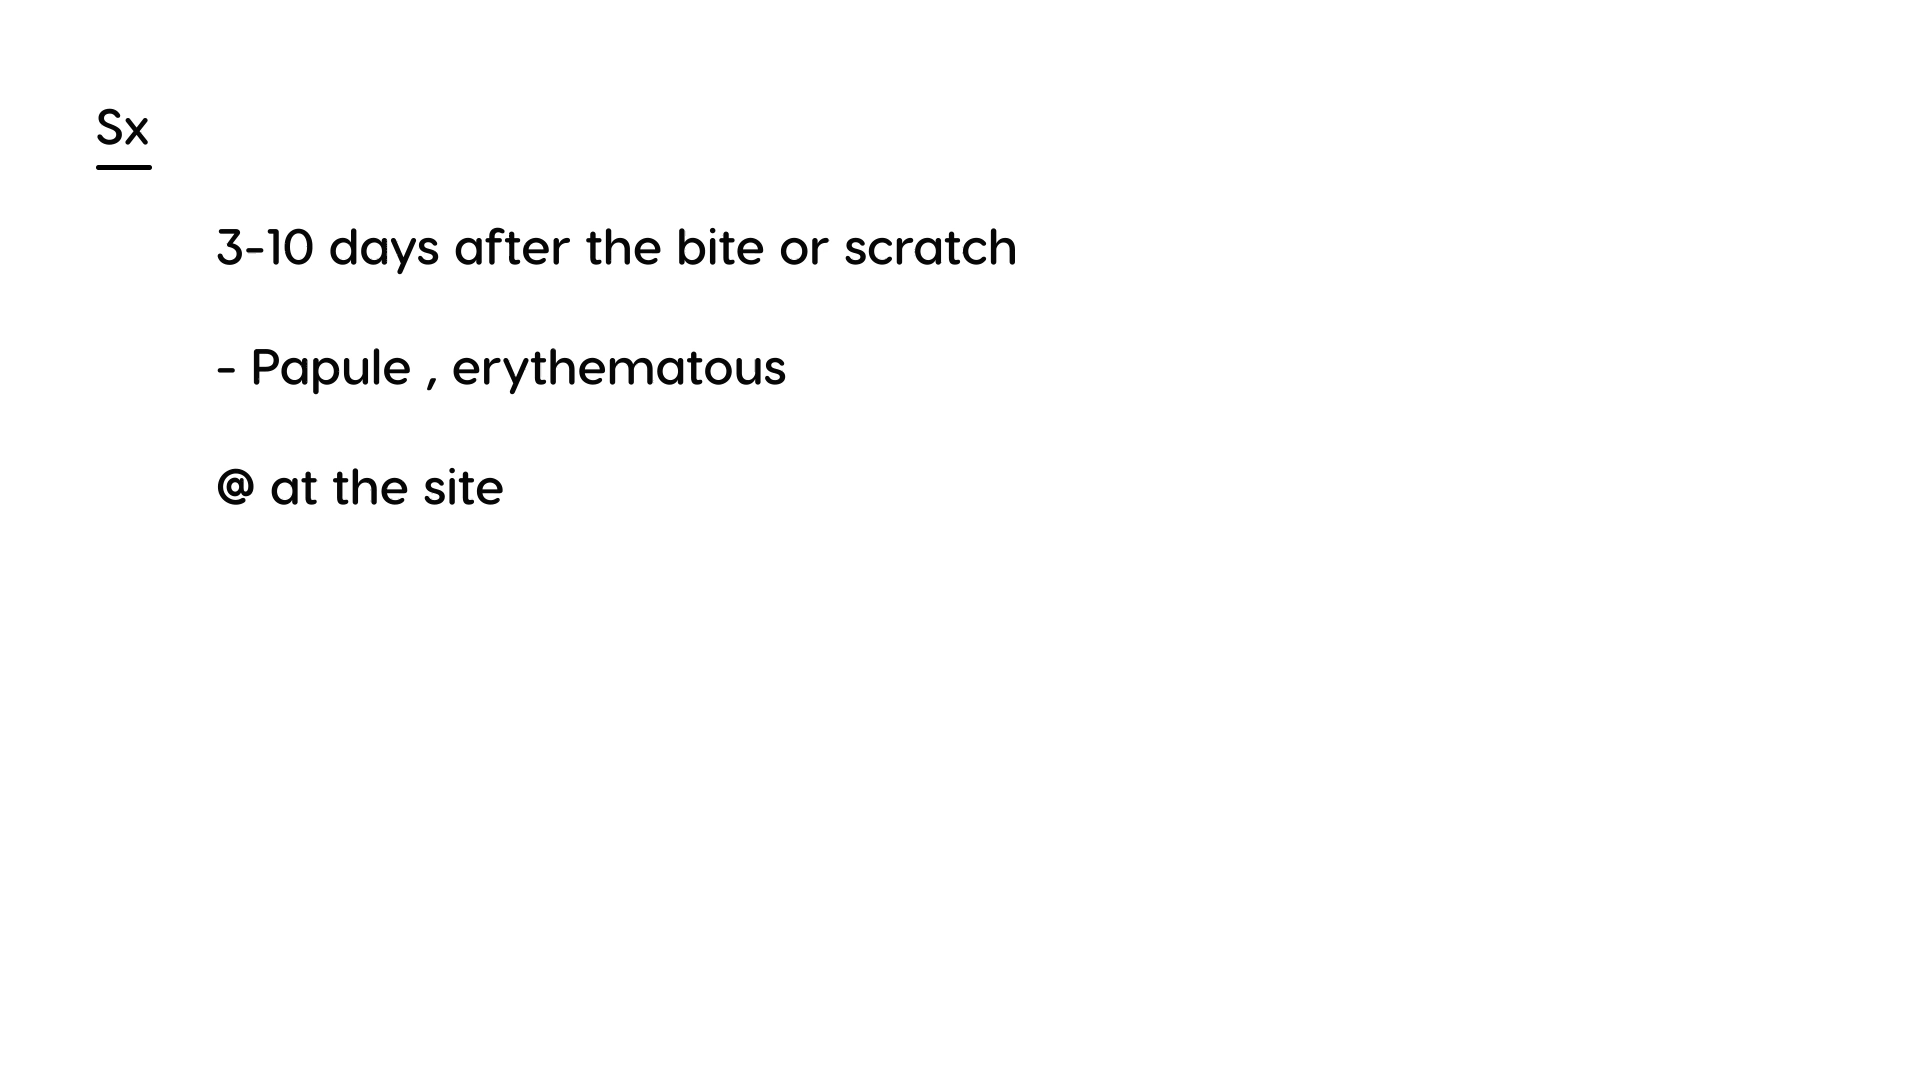 Sx
3-10 days after the bite or scratch
- Papule , erythematous
@ at the site